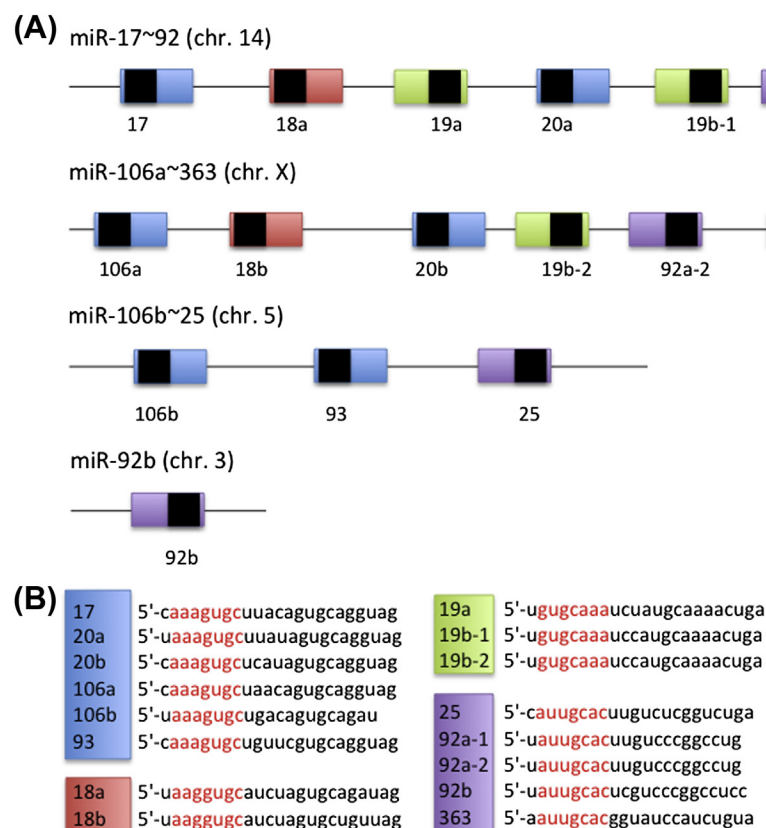 (A)
miR-17~92 (chr. 14)
17 18a 19a 20a 19b-1
miR-106a~363 (chr. X)
106a 18b 20b 19b-2 92a-2
miR-106b~25 (chr. 5)
106b 93 25
miR-92b (chr. 3)
92b
(B)
17 5'-caaagugcuuacagugcagguag
20a 5'-uaaagugcuuauagugcagguag
20b 5'-caaagugcucauagugcagguag
106a 5'-caaagugcuaacagugcagguag
106b 5'-uaaagugcugacagugcagau
93 5'-caaagugcuguucgugcagguag
18a 5'-uaaggugcaucuagugcagauag
18b 5'-uaaggugcaucuagugcuguuag
19a 5'-ugugcaaaucuaugcaaaacuga
19b-1 5'-ugugcaaauccaugcaaaacuga
19b-2 5'-ugugcaaauccaugcaaaacuga
25 5'-cauugcacuugucucggucuga
92a-1 5'-uauugcacuugucccggccug
92a-2 5'-uauugcacuugucccggccug
92b 5'-uauugcacucgucccggccucc
363 5'-aauugcacgguauccaucugua